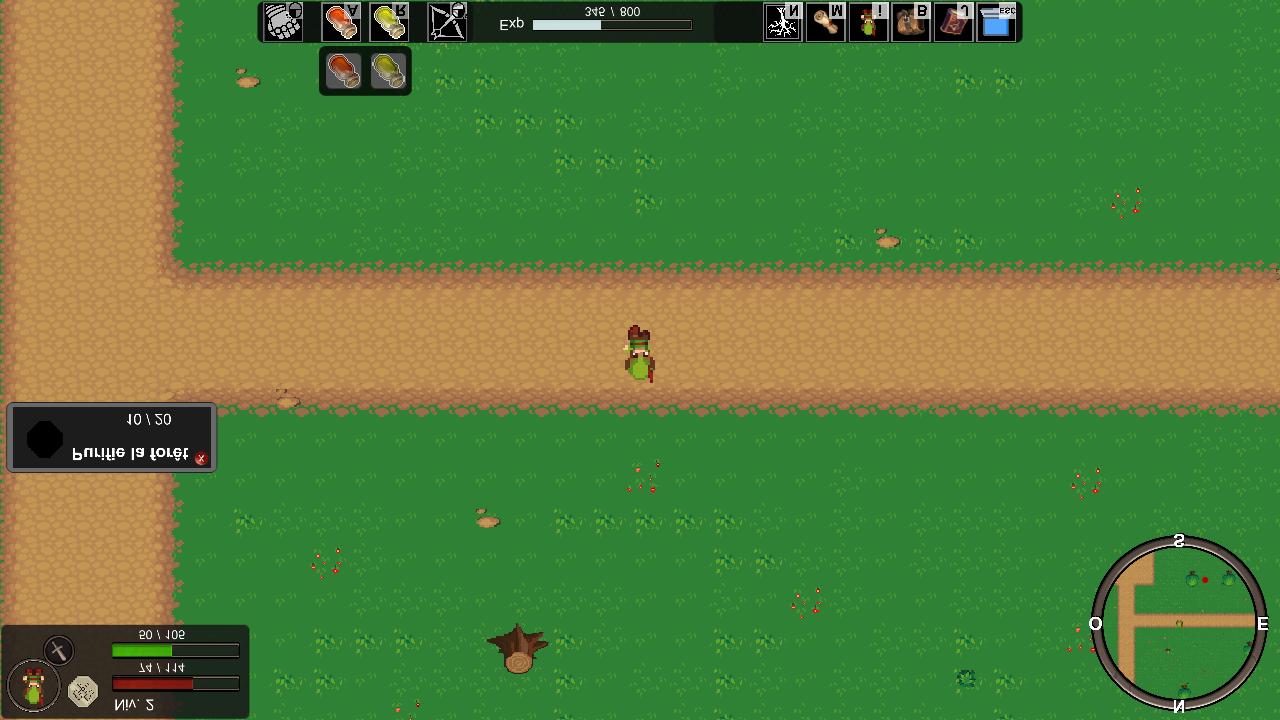 Niv. 2
74 / 114
50 / 105
N
O
E
S
Purifie la forêt
x
10 / 20
A
R
Exp
345 / 800
N
M
I
B
J
ESC